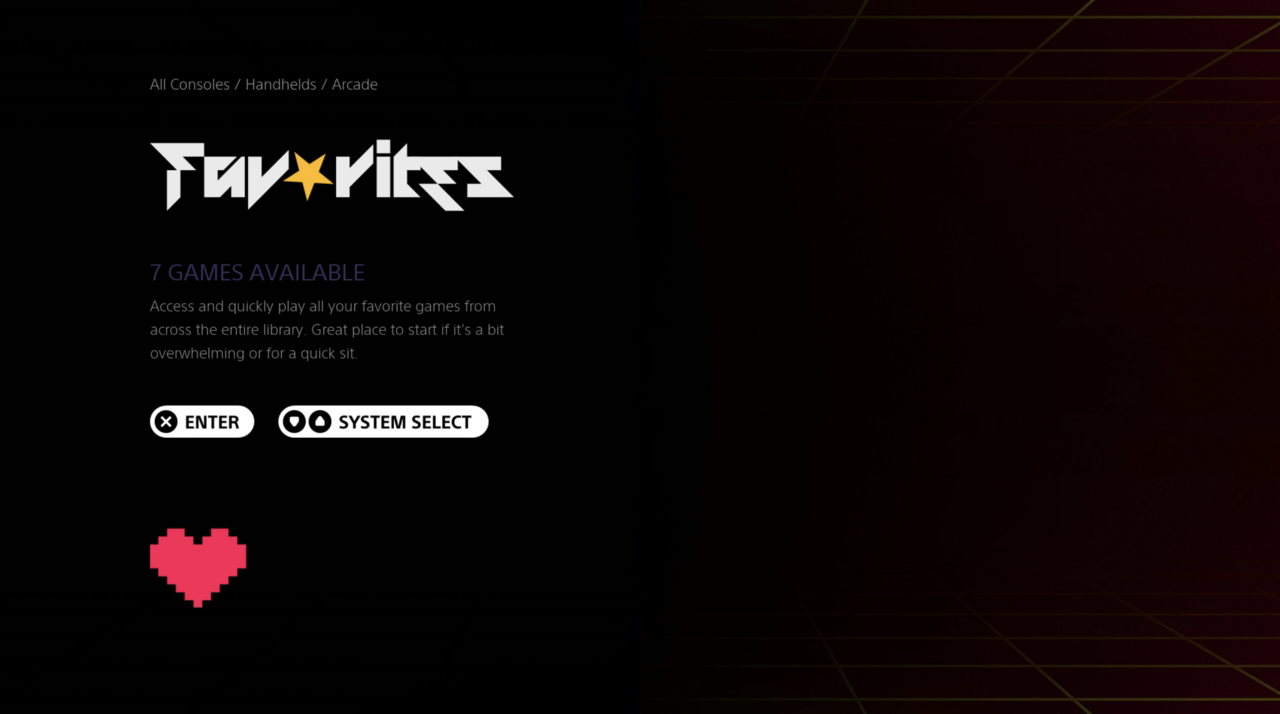 All Consoles / Handhelds / Arcade
Fav★rites
7 GAMES AVAILABLE
Access and quickly play all your favorite games from
across the entire library. Great place to start if it's a bit
overwhelming or for a quick sit.
ENTER SYSTEM SELECT